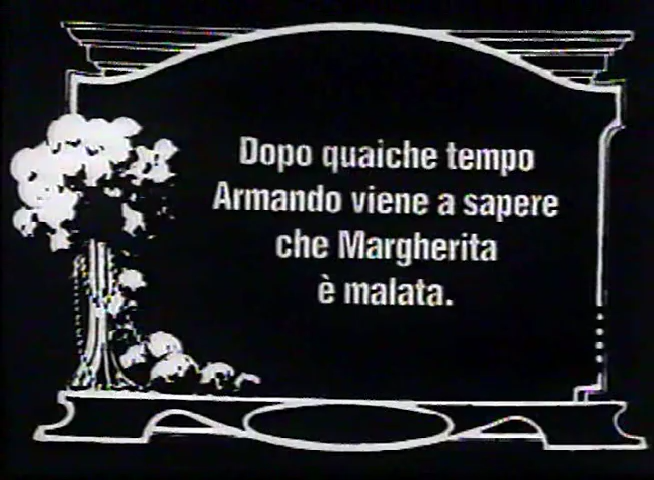 Dopo quaiche tempo
Armando viene a sapere
che Margherita
è malata.